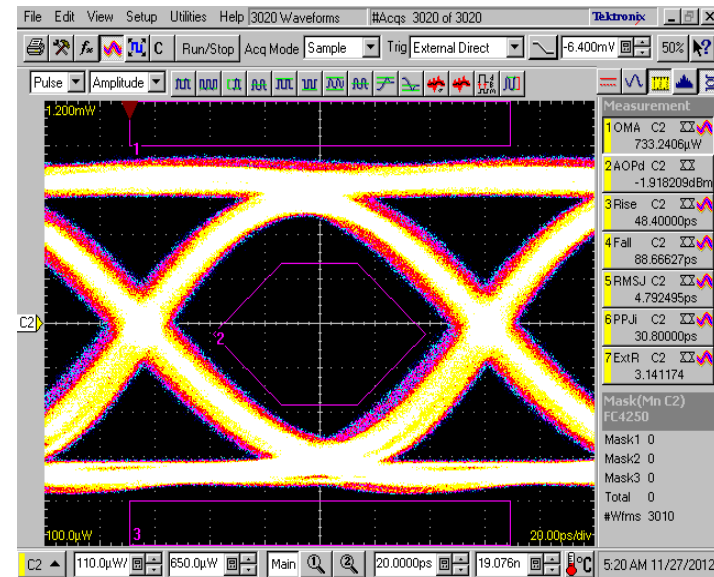 File Edit View Setup Utilities Help 3020 Waveforms #Acqs 3020 of 3020 Tektronix
C Run/Stop Acq Mode Sample Trig External Direct -6.400mV 50%
Pulse Amplitude
1.200mW
1
2
3
C2
100.0µW
20.00ps/div
Measurement
1 OMA C2
733.2406µW
2 AOPd C2
-1.918209dBm
3 Rise C2
48.40000ps
4 Fall C2
88.66627ps
5 RMSJ C2
4.792495ps
6 PPJi C2
30.80000ps
7 ExtR C2
3.141174
Mask(Mn C2)
FC4250
Mask1 0
Mask2 0
Mask3 0
Total 0
#Wfms 3010
C2 110.0µW/ 650.0µW Main 1 2 20.0000ps 19.076n °C 5:20 AM 11/27/2012